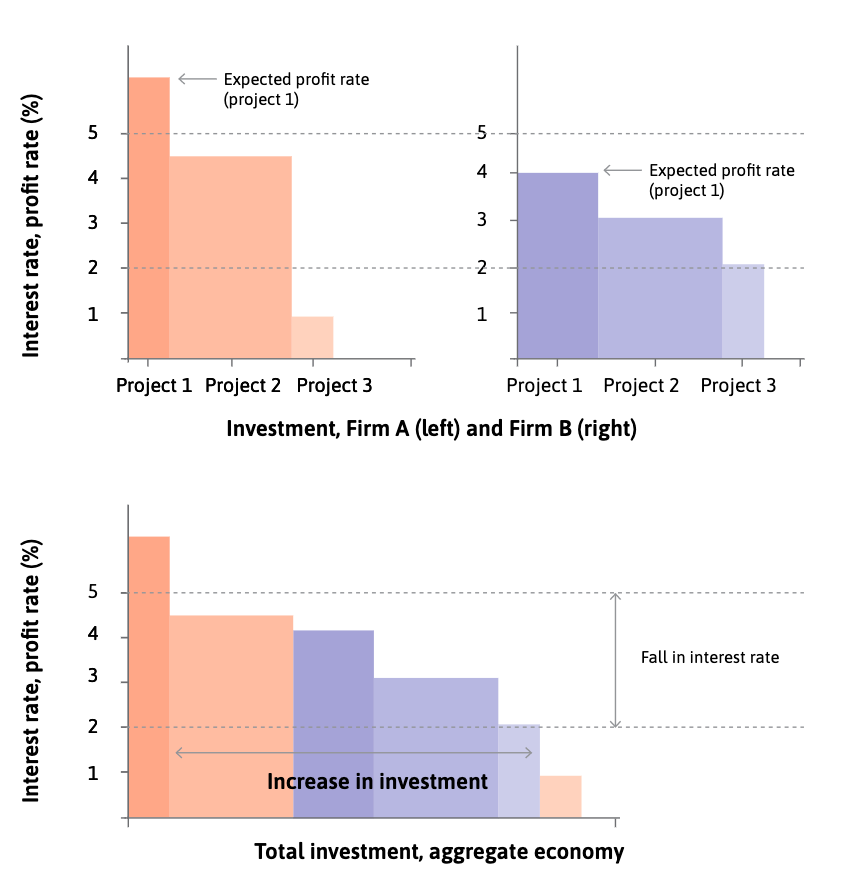 Interest rate, profit rate (%)
5
4
3
2
1
Expected profit rate
(project 1)
Project 1 Project 2 Project 3
5
4
3
2
1
Expected profit rate
(project 1)
Project 1 Project 2 Project 3
Investment, Firm A (left) and Firm B (right)
Interest rate, profit rate (%)
5
4
3
2
1
Fall in interest rate
Increase in investment
Total investment, aggregate economy